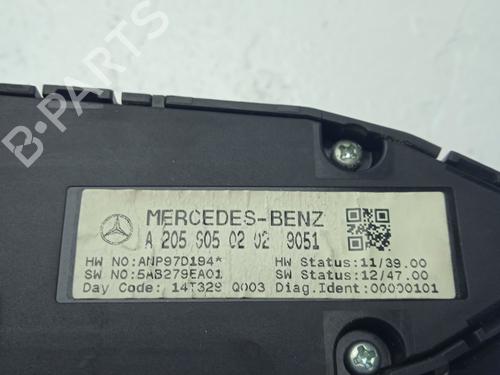 MERCEDES-BENZ
A 205 905 02 02 9051
HW NO:ANP97D194* HW Status:11/39.00
SW NO:5AB279EA01 SW Status:12/47.00
Day Code: 14T329 Q003 Diag.Ident:00000101
B-PARTS